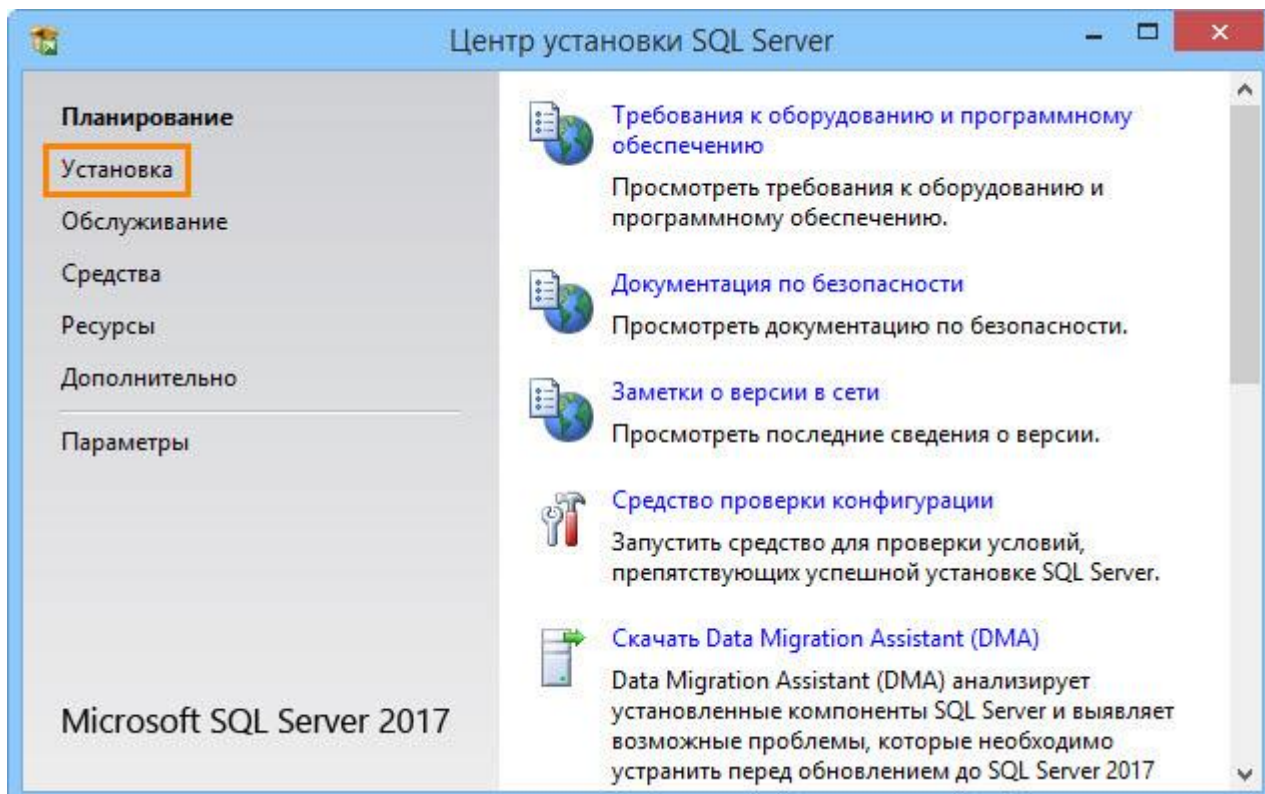 Центр установки SQL Server
Планирование
Установка
Обслуживание
Средства
Ресурсы
Дополнительно
Параметры
Microsoft SQL Server 2017
Требования к оборудованию и программному
обеспечению
Просмотреть требования к оборудованию и
программному обеспечению.
Документация по безопасности
Просмотреть документацию по безопасности.
Заметки о версии в сети
Просмотреть последние сведения о версии.
Средство проверки конфигурации
Запустить средство для проверки условий,
препятствующих успешной установке SQL Server.
Скачать Data Migration Assistant (DMA)
Data Migration Assistant (DMA) анализирует
установленные компоненты SQL Server и выявляет
возможные проблемы, которые необходимо
устранить перед обновлением до SQL Server 2017